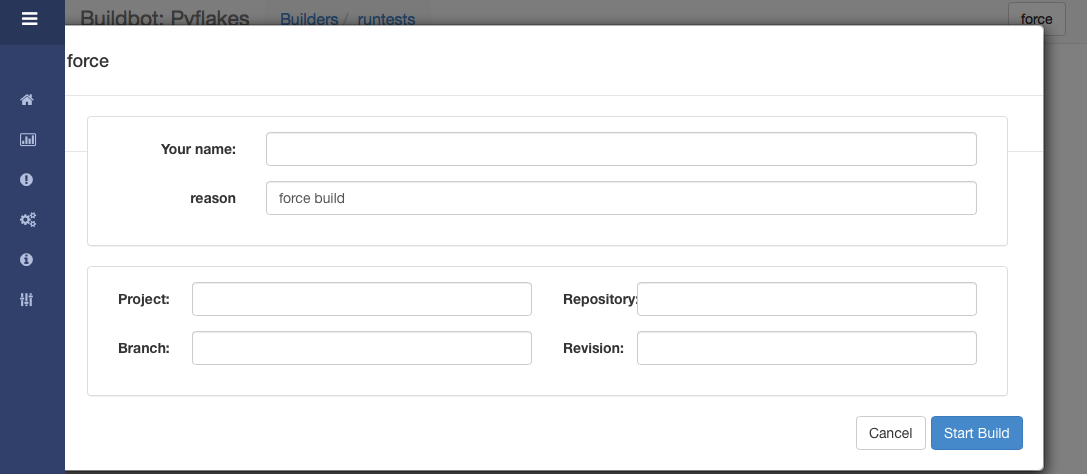 Buildbot: Pyflakes Builders / runtests force
force
Your name:
reason force build
Project: Repository:
Branch: Revision:
Cancel Start Build